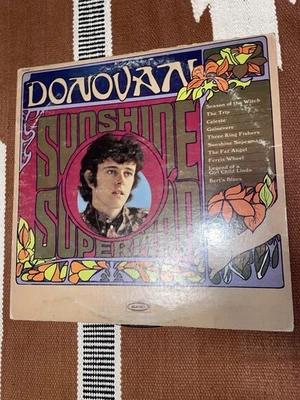 DONOVAN
SUNSHINE
SUPERMAN
Season of the Witch
The Trip
Celeste
Guinevere
Three King Fishers
Sunshine Superman
The Fat Angel
Ferris Wheel
Legend of a
Girl Child Linda
Bert's Blues